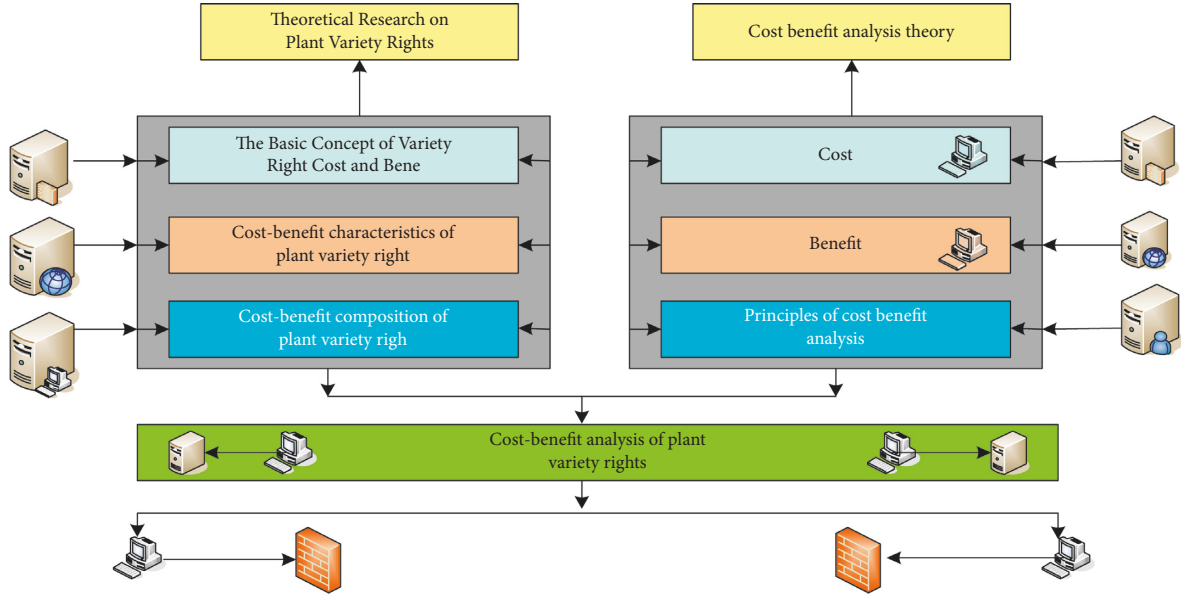 Theoretical Research on
Plant Variety Rights
Cost benefit analysis theory
The Basic Concept of Variety
Right Cost and Bene
Cost
Cost-benefit characteristics of
plant variety right
Benefit
Cost-benefit composition of
plant variety righ
Principles of cost benefit
analysis
Cost-benefit analysis of plant
variety rights